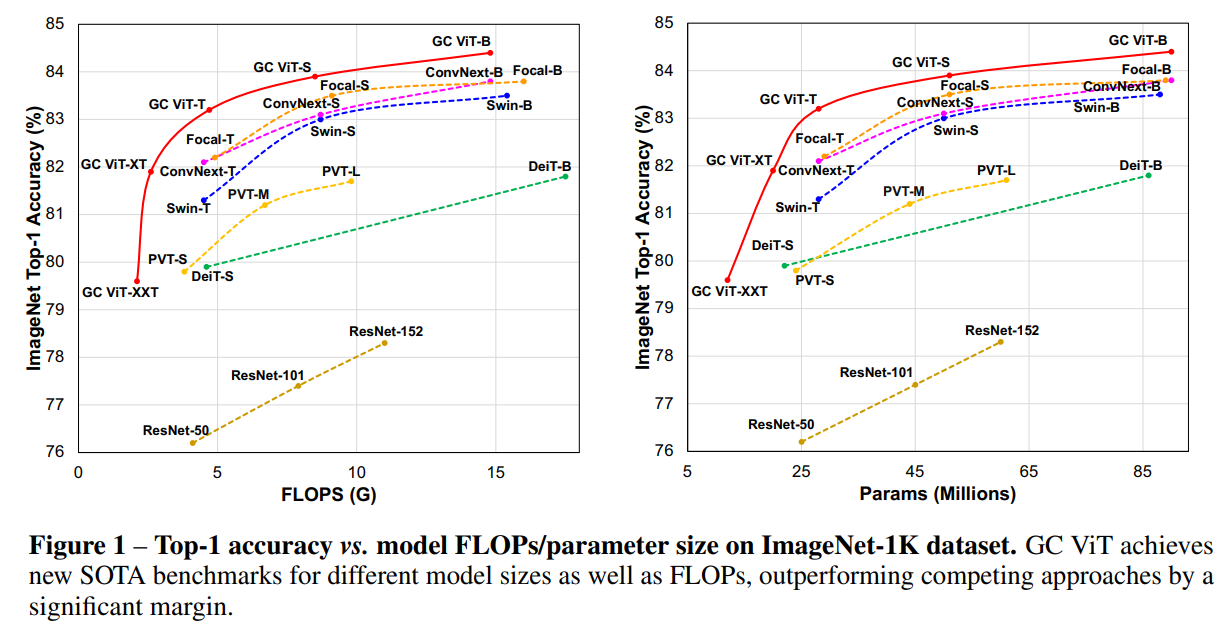 85
84
83
82
81
80
79
78
77
76
ImageNet Top-1 Accuracy (%)
GC ViT-B
GC ViT-S
ConvNext-B
Focal-B
Focal-S
GC ViT-T
ConvNext-S
Swin-B
Swin-S
Focal-T
GC ViT-XT
ConvNext-T
PVT-L
DeiT-B
PVT-M
Swin-T
PVT-S
DeiT-S
GC ViT-XXT
ResNet-152
ResNet-101
ResNet-50
0 5 10 15
FLOPS (G)
85
84
83
82
81
80
79
78
77
76
ImageNet Top-1 Accuracy (%)
GC ViT-B
GC ViT-S
Focal-B
Focal-S
ConvNext-B
GC ViT-T
ConvNext-S
Swin-B
Swin-S
Focal-T
GC ViT-XT
ConvNext-T
PVT-L
DeiT-B
PVT-M
Swin-T
DeiT-S
PVT-S
GC ViT-XXT
ResNet-152
ResNet-101
ResNet-50
5 25 45 65 85
Params (Millions)
Figure 1 – Top-1 accuracy vs. model FLOPs/parameter size on ImageNet-1K dataset. GC ViT achieves
new SOTA benchmarks for different model sizes as well as FLOPs, outperforming competing approaches by a
significant margin.